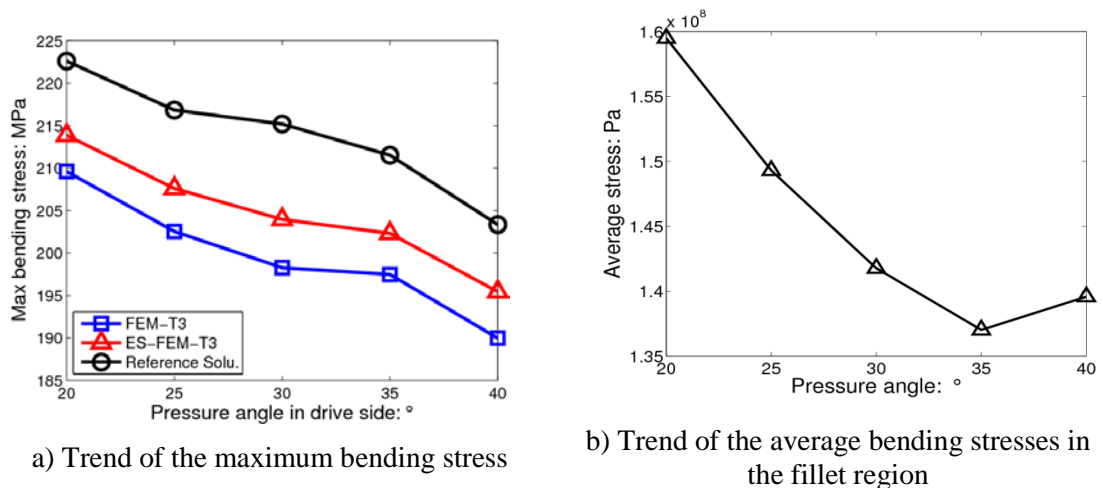 225
220
215
210
205
200
195
190
185
Max bending stress: MPa
FEM-T3
ES-FEM-T3
Reference Solu.
20 25 30 35 40
Pressure angle in drive side: °
a) Trend of the maximum bending stress
1.6 x 10^8
1.55
1.5
1.45
1.4
1.35
Average stress: Pa
20 25 30 35 40
Pressure angle: °
b) Trend of the average bending stresses in
the fillet region